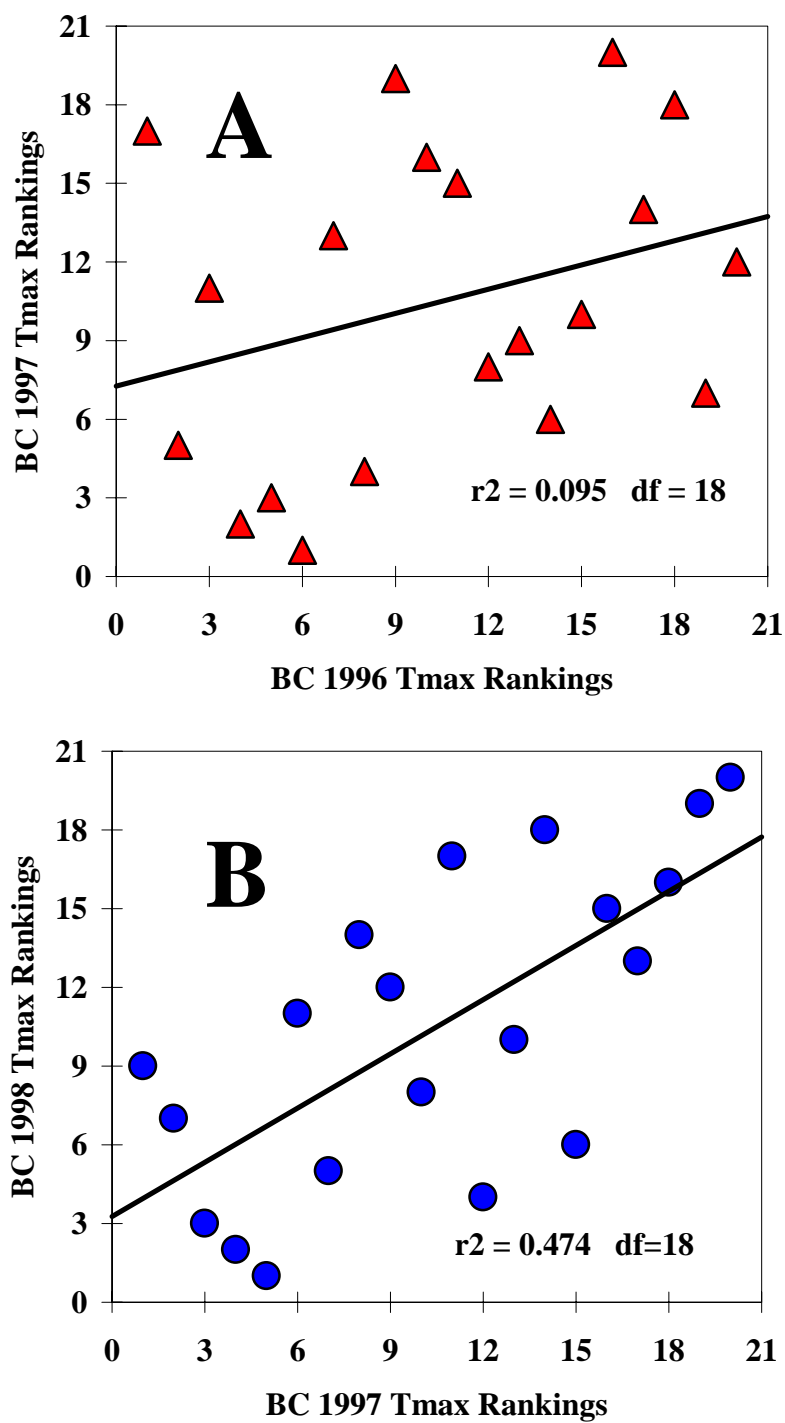 21
18
15
12
9
6
3
0
BC 1997 Tmax Rankings
A
r2 = 0.095 df = 18
0 3 6 9 12 15 18 21
BC 1996 Tmax Rankings
21
18
15
12
9
6
3
0
BC 1998 Tmax Rankings
B
r2 = 0.474 df=18
0 3 6 9 12 15 18 21
BC 1997 Tmax Rankings